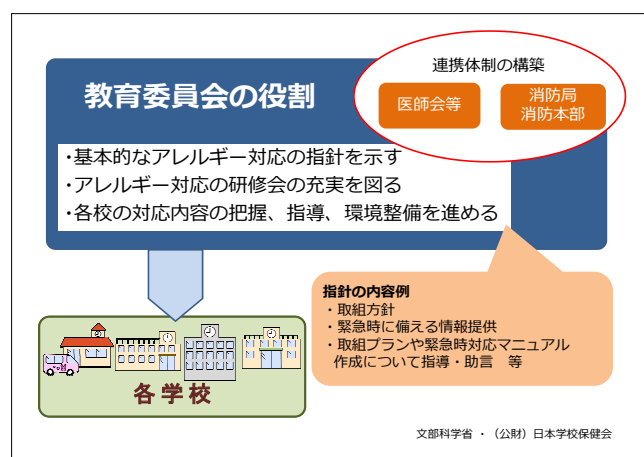 連携体制の構築
教育委員会の役割
医師会等
消防局
消防本部
・基本的なアレルギー対応の指針を示す
・アレルギー対応の研修会の充実を図る
・各校の対応内容の把握、指導、環境整備を進める
指針の内容例
・取組方針
・緊急時に備える情報提供
・取組プランや緊急時対応マニュアル
作成について指導・助言　等
各学校
文部科学省 ・（公財）日本学校保健会